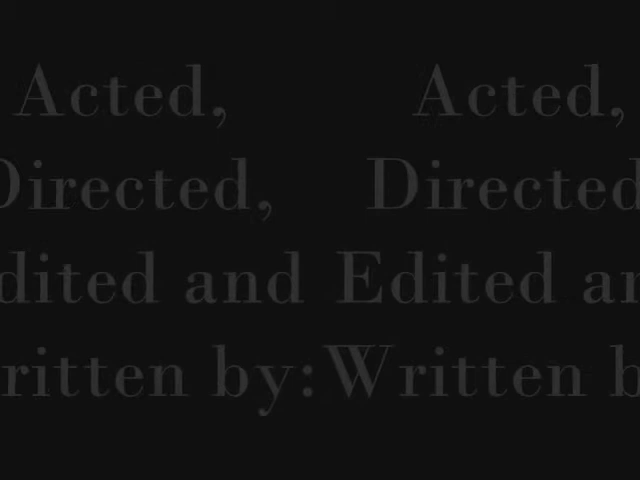 Acted, Acted,
Directed, Directed
dited and Edited an
ritten by: Written b